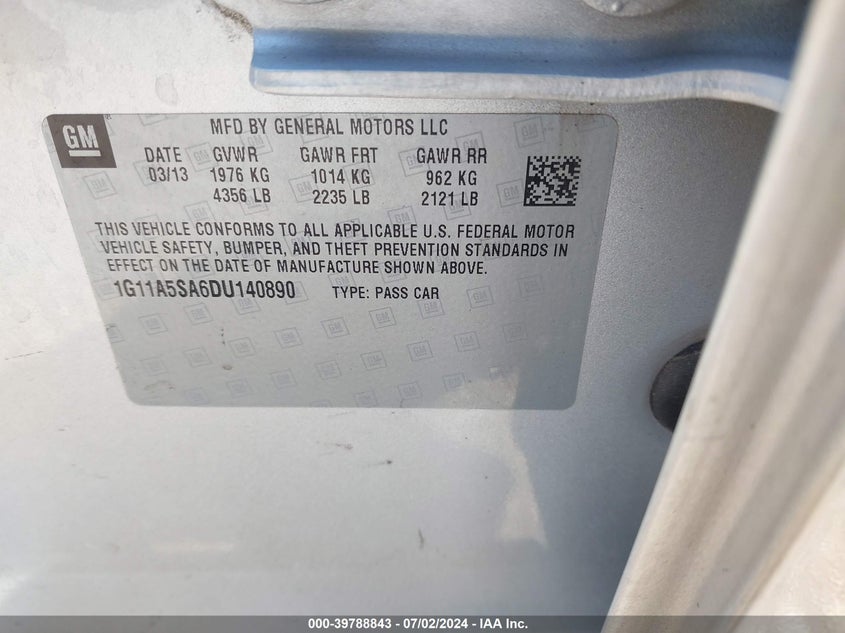 GM
MFD BY GENERAL MOTORS LLC
DATE GVWR GAWR FRT GAWR RR
03/13 1976 KG 1014 KG 962 KG
4356 LB 2235 LB 2121 LB
THIS VEHICLE CONFORMS TO ALL APPLICABLE U.S. FEDERAL MOTOR
VEHICLE SAFETY, BUMPER, AND THEFT PREVENTION STANDARDS IN
EFFECT ON THE DATE OF MANUFACTURE SHOWN ABOVE.
1G11A5SA6DU140890 TYPE: PASS CAR
000-39788843 - 07/02/2024 - IAA Inc.